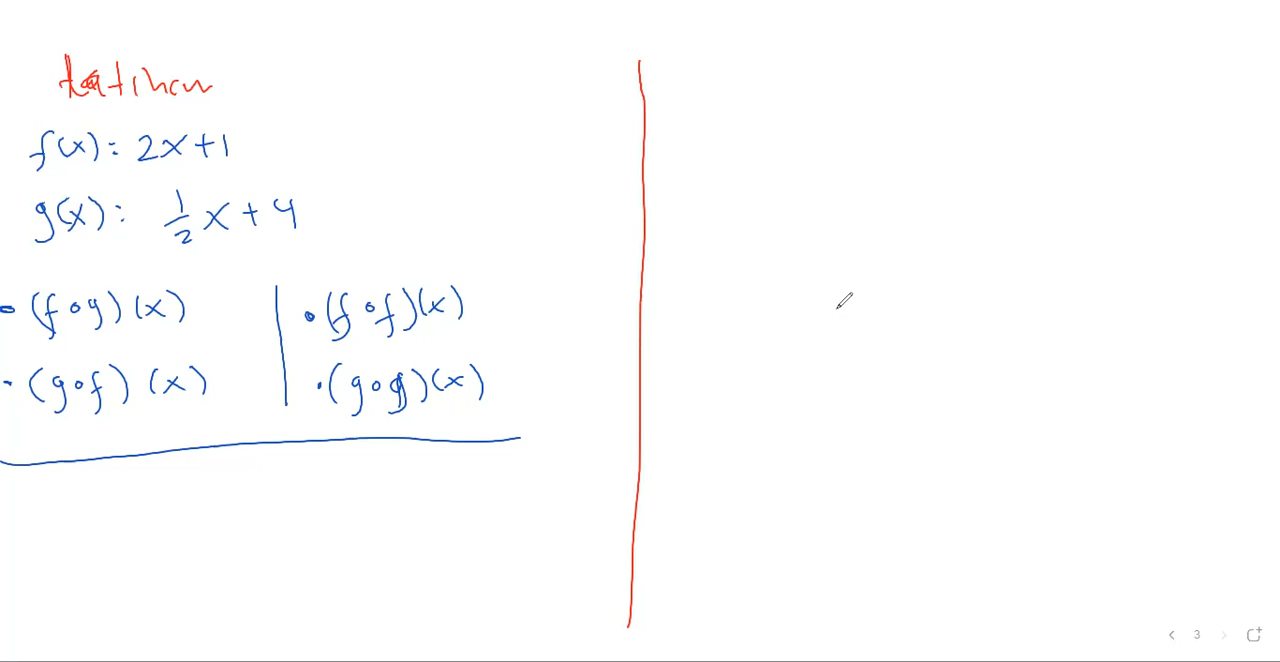 Latihan
f(x): 2x+1
g(x): 1/2 x + 4
• (f∘g)(x) | • (f∘f)(x)
• (g∘f) (x) | • (g∘g)(x)
3